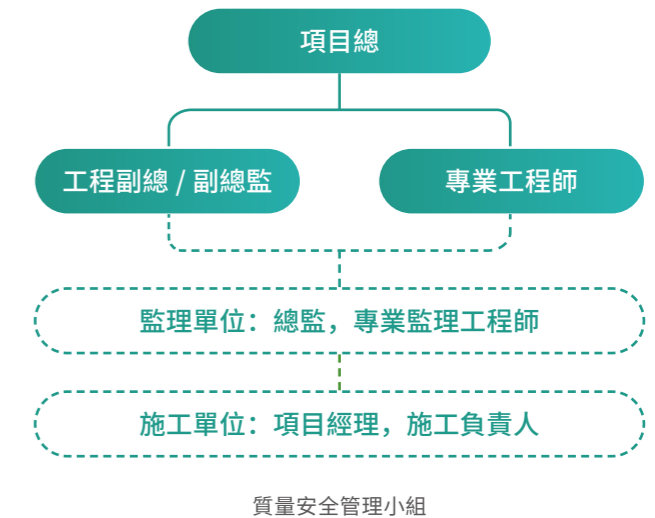 項目總
工程副總 / 副總監
專業工程師
監理單位：總監，專業監理工程師
施工單位：項目經理，施工負責人
質量安全管理小組